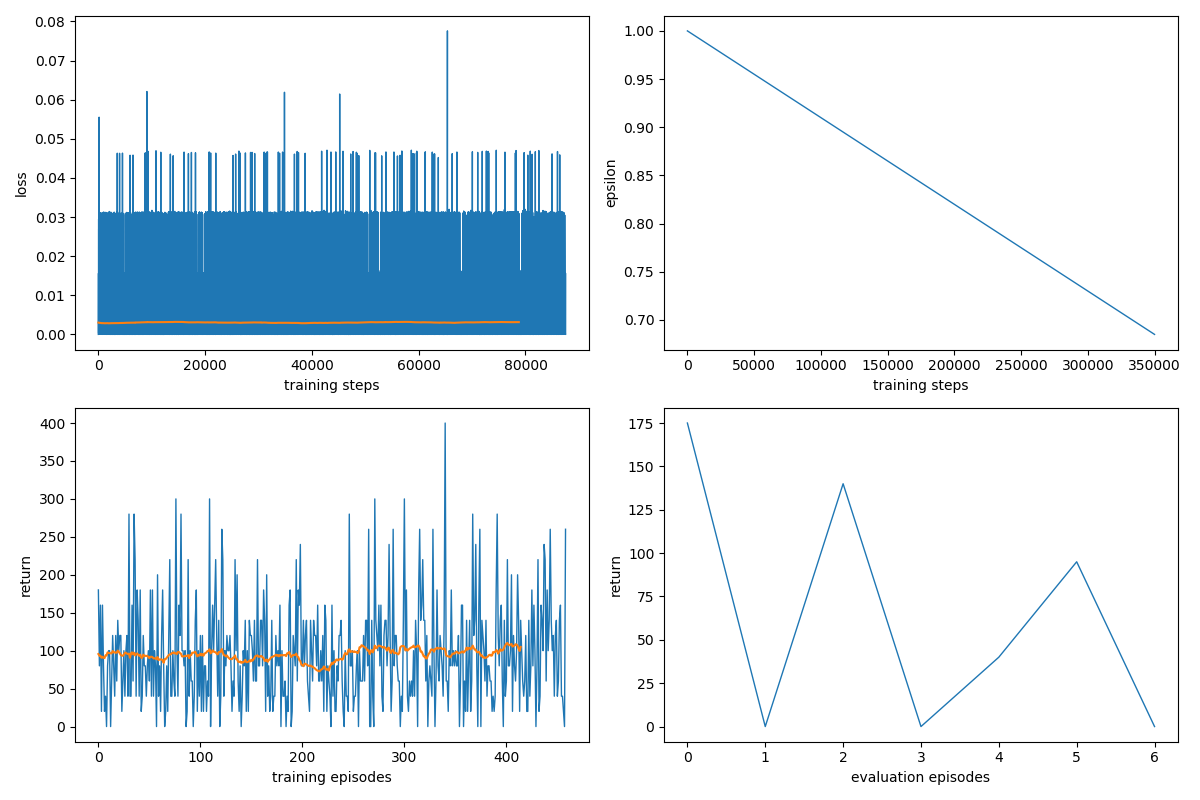 0.08
0.07
0.06
0.05
0.04
0.03
0.02
0.01
0.00
loss
0 20000 40000 60000 80000
training steps
1.00
0.95
0.90
0.85
0.80
0.75
0.70
epsilon
0 50000 100000 150000 200000 250000 300000 350000
training steps
400
350
300
250
200
150
100
50
0
return
0 100 200 300 400
training episodes
175
150
125
100
75
50
25
0
return
0 1 2 3 4 5 6
evaluation episodes